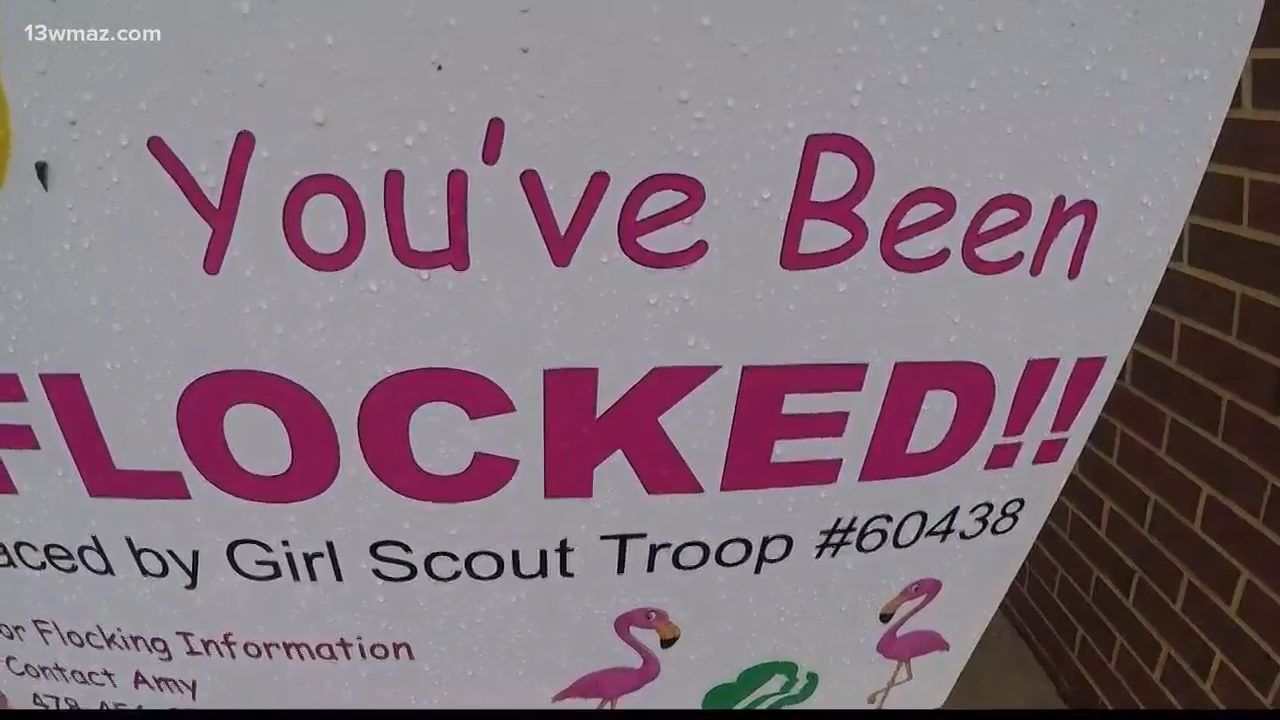 13wmaz.com
You've Been
FLOCKED!!
aced by Girl Scout Troop #60438
or Flocking Information
Contact Amy